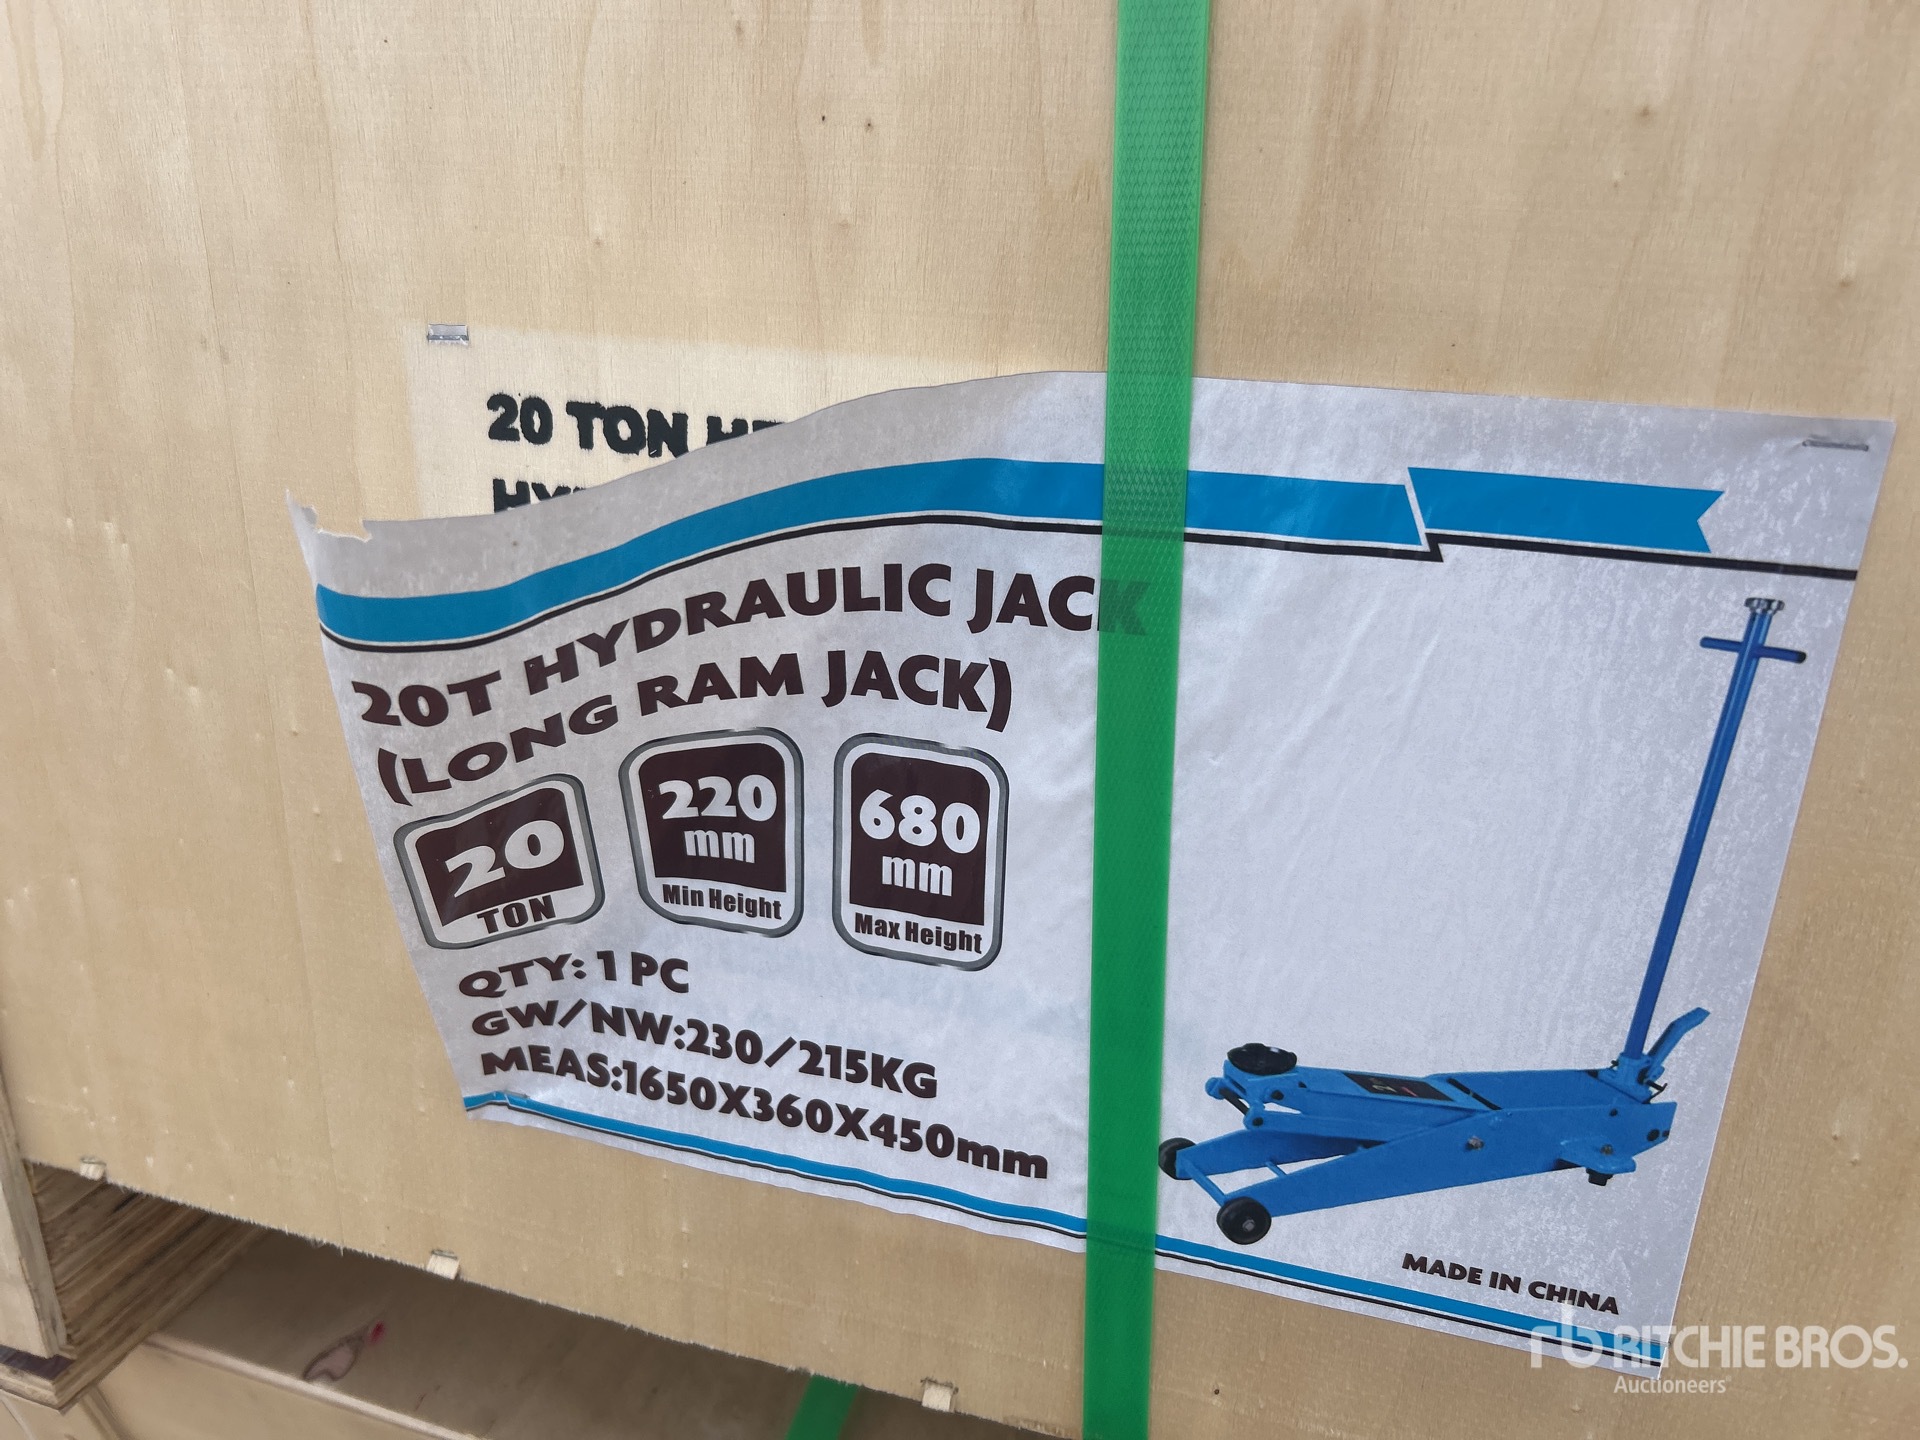 20 TON
20T HYDRAULIC JACK
(LONG RAM JACK)
20
TON
220
mm
Min Height
680
mm
Max Height
QTY: 1 PC
GW/NW:230/215KG
MEAS:1650X360X450mm
MADE IN CHINA
rb RITCHIE BROS.
Auctioneers